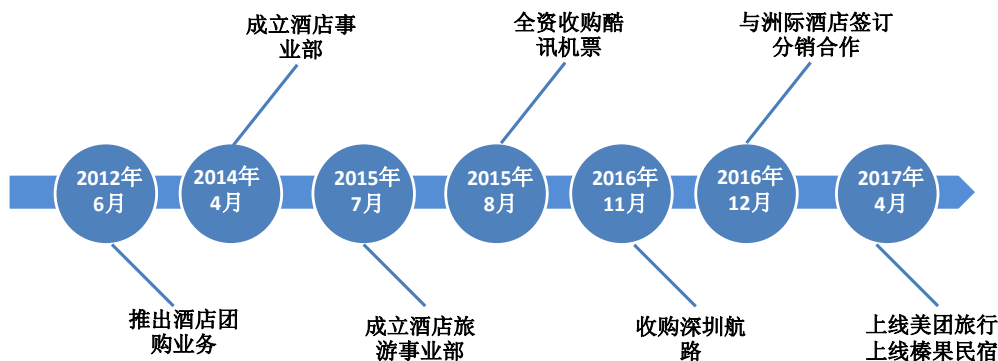 成立酒店事
业部
全资收购酷
讯机票
与洲际酒店签订
分销合作
2012年
6月
2014年
4月
2015年
7月
2015年
8月
2016年
11月
2016年
12月
2017年
4月
推出酒店团
购业务
成立酒店旅
游事业部
收购深圳航
路
上线美团旅行
上线榛果民宿